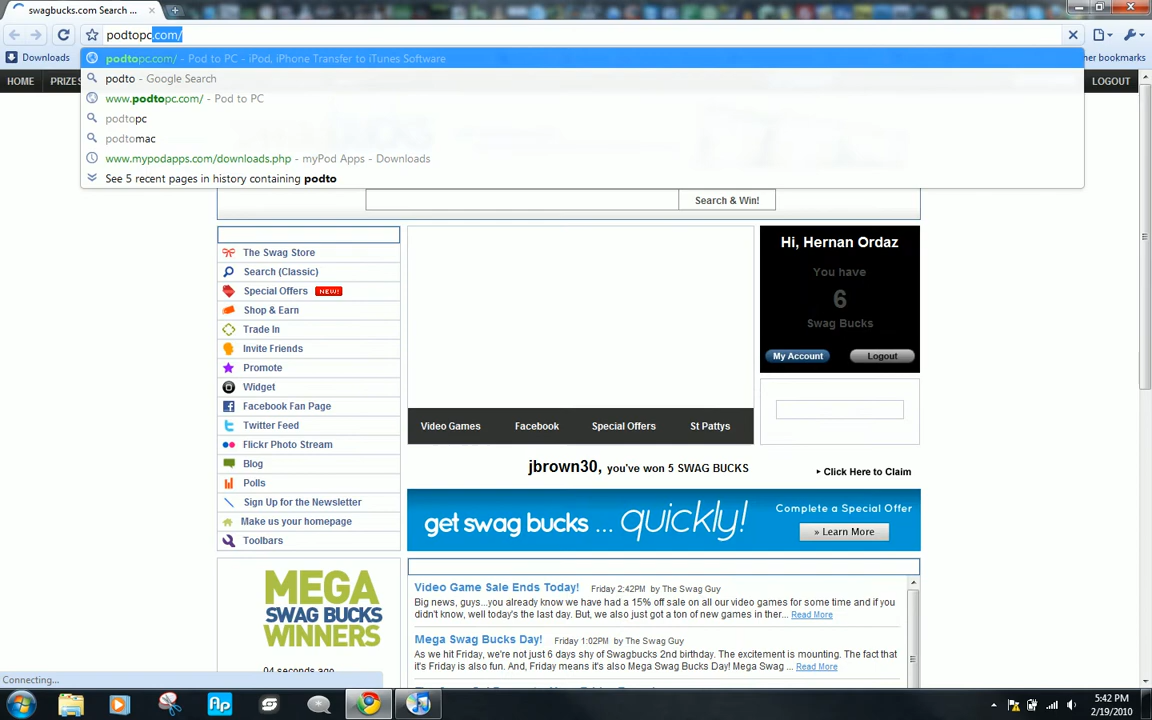 swagbucks.com Search ...
podtopc.com/
Downloads
her bookmarks
podtopc.com/ - Pod to PC - iPod, iPhone Transfer to iTunes Software
podto - Google Search
www.podtopc.com/ - Pod to PC
podtopc
podtomac
www.mypodapps.com/downloads.php - myPod Apps - Downloads
See 5 recent pages in history containing podto
HOME
PRIZES
LOGOUT
Search & Win!
The Swag Store
Search (Classic)
Special Offers NEW!
Shop & Earn
Trade In
Invite Friends
Promote
Widget
Facebook Fan Page
Twitter Feed
Flickr Photo Stream
Blog
Polls
Sign Up for the Newsletter
Make us your homepage
Toolbars
Video Games
Facebook
Special Offers
St Pattys
Hi, Hernan Ordaz
You have
6
Swag Bucks
My Account
Logout
jbrown30, you've won 5 SWAG BUCKS
Click Here to Claim
get swag bucks ... quickly!
Complete a Special Offer
» Learn More
MEGA
SWAG BUCKS
WINNERS
04 seconds ago
Video Game Sale Ends Today! Friday 2:42PM by The Swag Guy
Big news, guys...you already know we have had a 15% off sale on all our video games for some time and if you
didn't know, well today's the last day. But, we also just got a ton of new games in ther... Read More
Mega Swag Bucks Day! Friday 1:02PM by The Swag Guy
As we hit Friday, we're not just 6 days shy of Swagbucks 2nd birthday. The excitement is mounting. The fact that
it's Friday is also fun. And, Friday means it's also Mega Swag Bucks Day! Mega Swag ... Read More
Connecting...
Ap
5:42 PM
2/19/2010